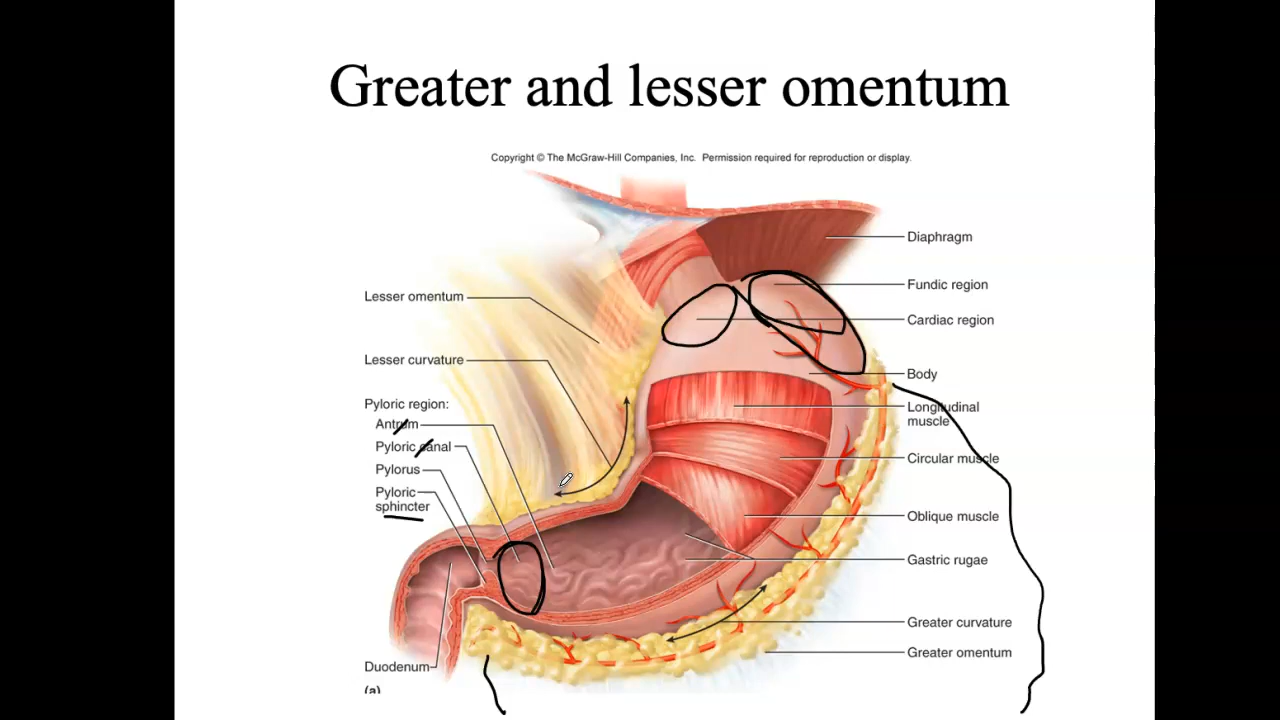 Greater and lesser omentum
Copyright © The McGraw-Hill Companies, Inc. Permission required for reproduction or display.
Diaphragm
Fundic region
Lesser omentum
Cardiac region
Lesser curvature
Body
Pyloric region:
Longitudinal
muscle
Antrum
Pyloric canal
Circular muscle
Pylorus
Pyloric
sphincter
Oblique muscle
Gastric rugae
Greater curvature
Greater omentum
Duodenum
(a)